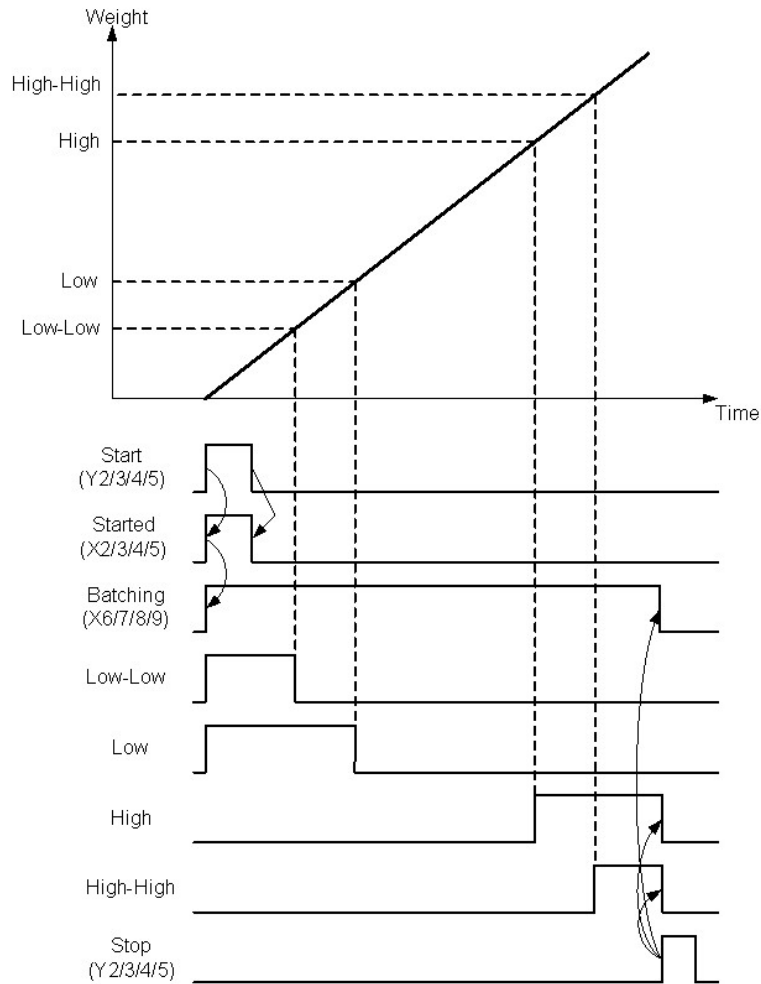 Weight
High-High
High
Low
Low-Low
Time
Start
(Y2/3/4/5)
Started
(X2/3/4/5)
Batching
(X6/7/8/9)
Low-Low
Low
High
High-High
Stop
(Y2/3/4/5)